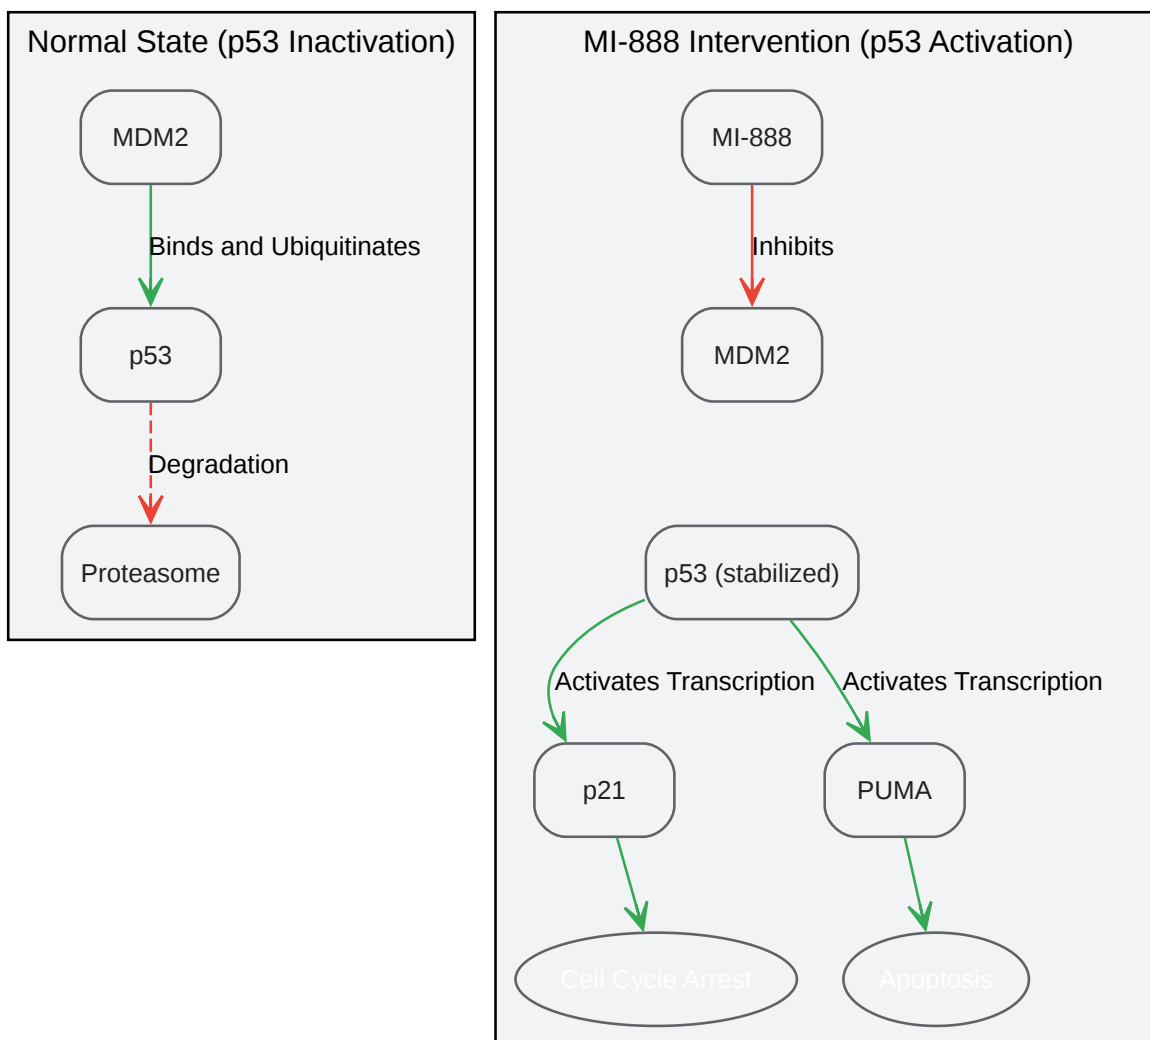 Normal State (p53 Inactivation)
MDM2
Binds and Ubiquitinates
p53
Degradation
Proteasome
MI-888 Intervention (p53 Activation)
MI-888
Inhibits
MDM2
p53 (stabilized)
Activates Transcription
Activates Transcription
p21
PUMA
Cell Cycle Arrest
Apoptosis